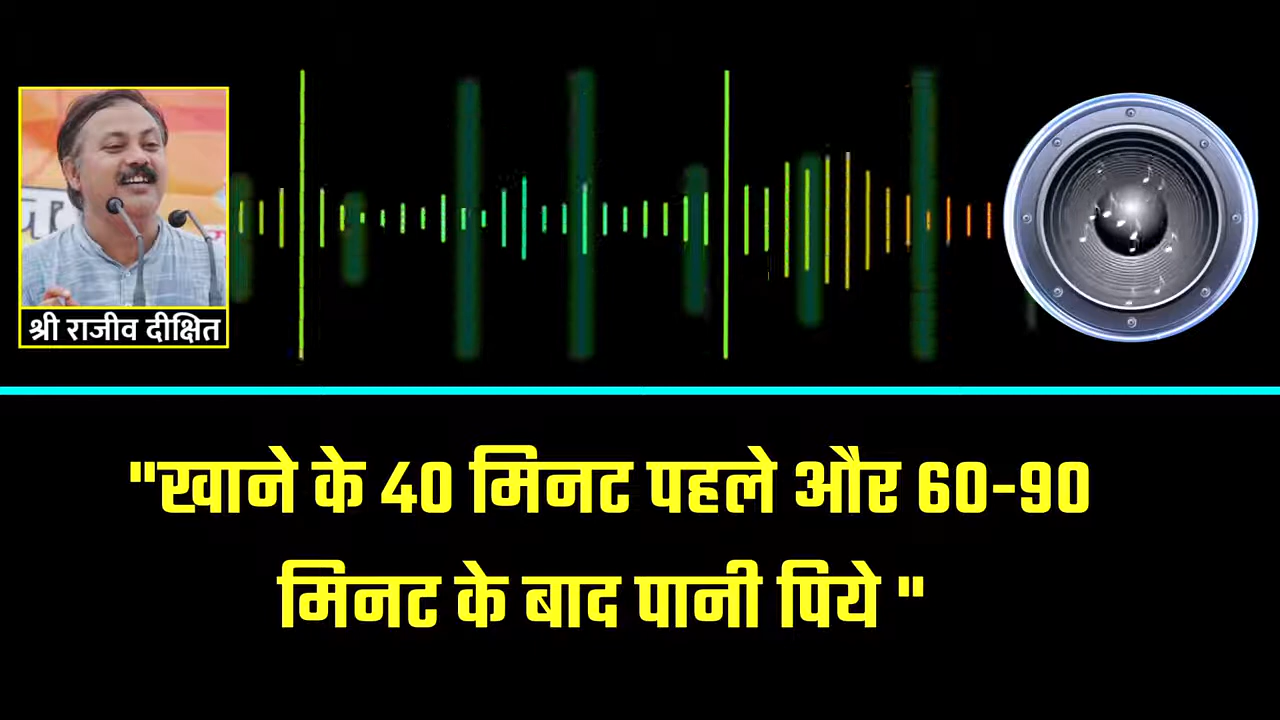 श्री राजीव दीक्षित
"खाने के 40 मिनट पहले और 60-90
मिनट के बाद पानी पिये "